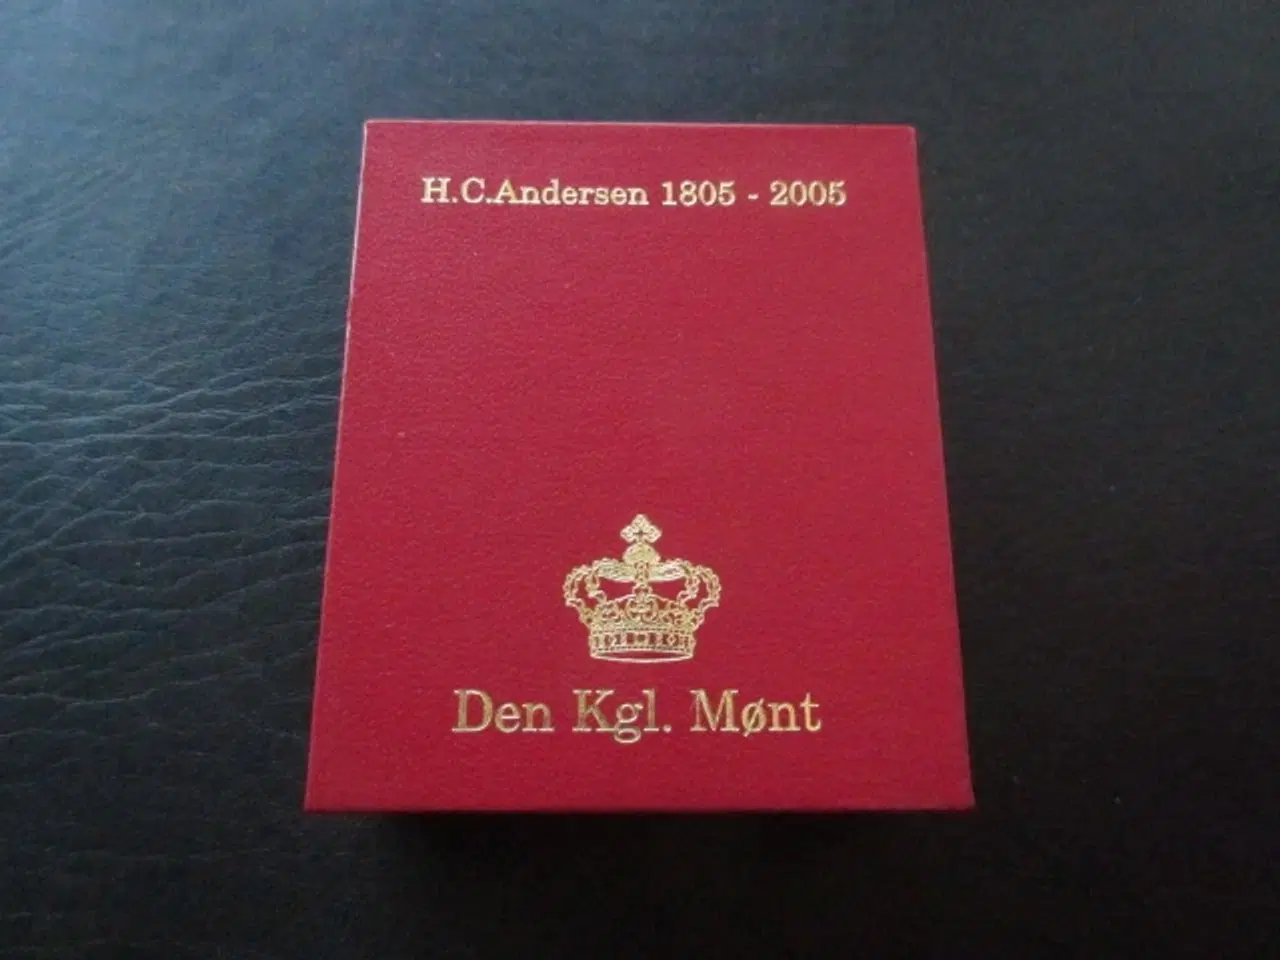 H.C.Andersen 1805 - 2005
Den Kgl. Mønt